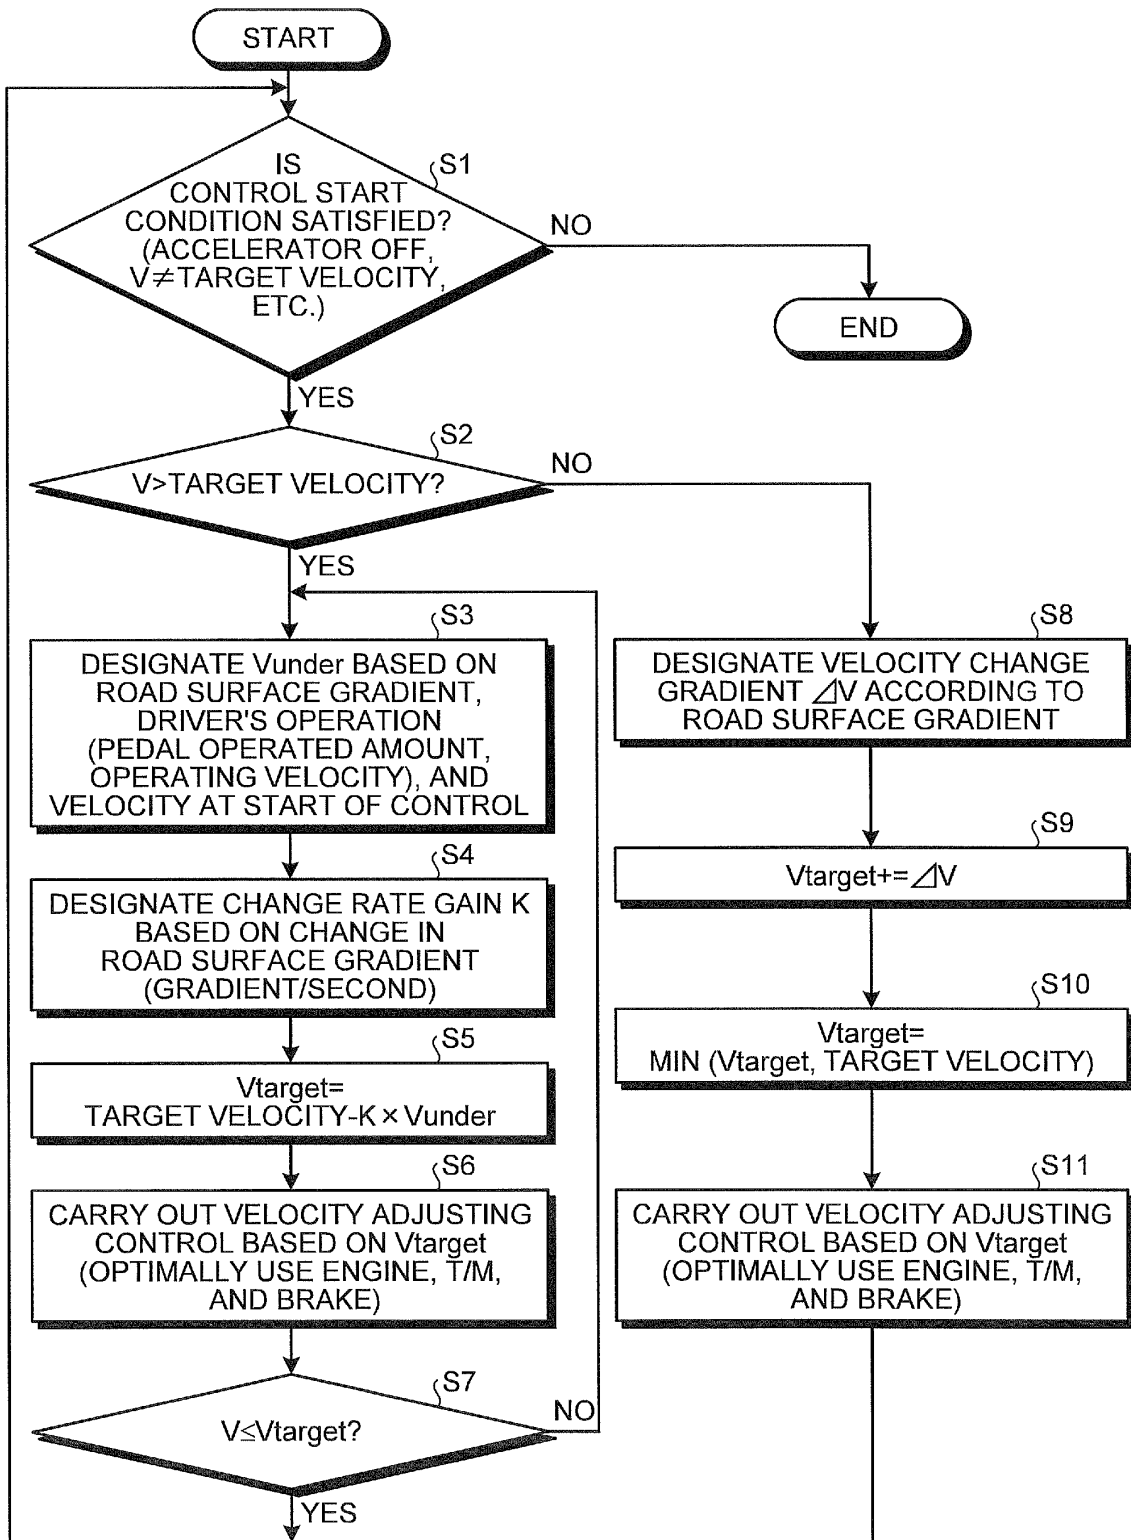 START
IS
CONTROL START
CONDITION SATISFIED?
(ACCELERATOR OFF,
V≠TARGET VELOCITY,
ETC.)
S1
NO
END
YES
S2
V>TARGET VELOCITY?
NO
YES
S3
DESIGNATE Vunder BASED ON
ROAD SURFACE GRADIENT,
DRIVER'S OPERATION
(PEDAL OPERATED AMOUNT,
OPERATING VELOCITY), AND
VELOCITY AT START OF CONTROL
S4
DESIGNATE CHANGE RATE GAIN K
BASED ON CHANGE IN
ROAD SURFACE GRADIENT
(GRADIENT/SECOND)
S5
Vtarget=
TARGET VELOCITY-K×Vunder
S6
CARRY OUT VELOCITY ADJUSTING
CONTROL BASED ON Vtarget
(OPTIMALLY USE ENGINE, T/M,
AND BRAKE)
S7
V≤Vtarget?
NO
YES
S8
DESIGNATE VELOCITY CHANGE
GRADIENT ⊿V ACCORDING TO
ROAD SURFACE GRADIENT
S9
Vtarget+=⊿V
S10
Vtarget=
MIN (Vtarget, TARGET VELOCITY)
S11
CARRY OUT VELOCITY ADJUSTING
CONTROL BASED ON Vtarget
(OPTIMALLY USE ENGINE, T/M,
AND BRAKE)